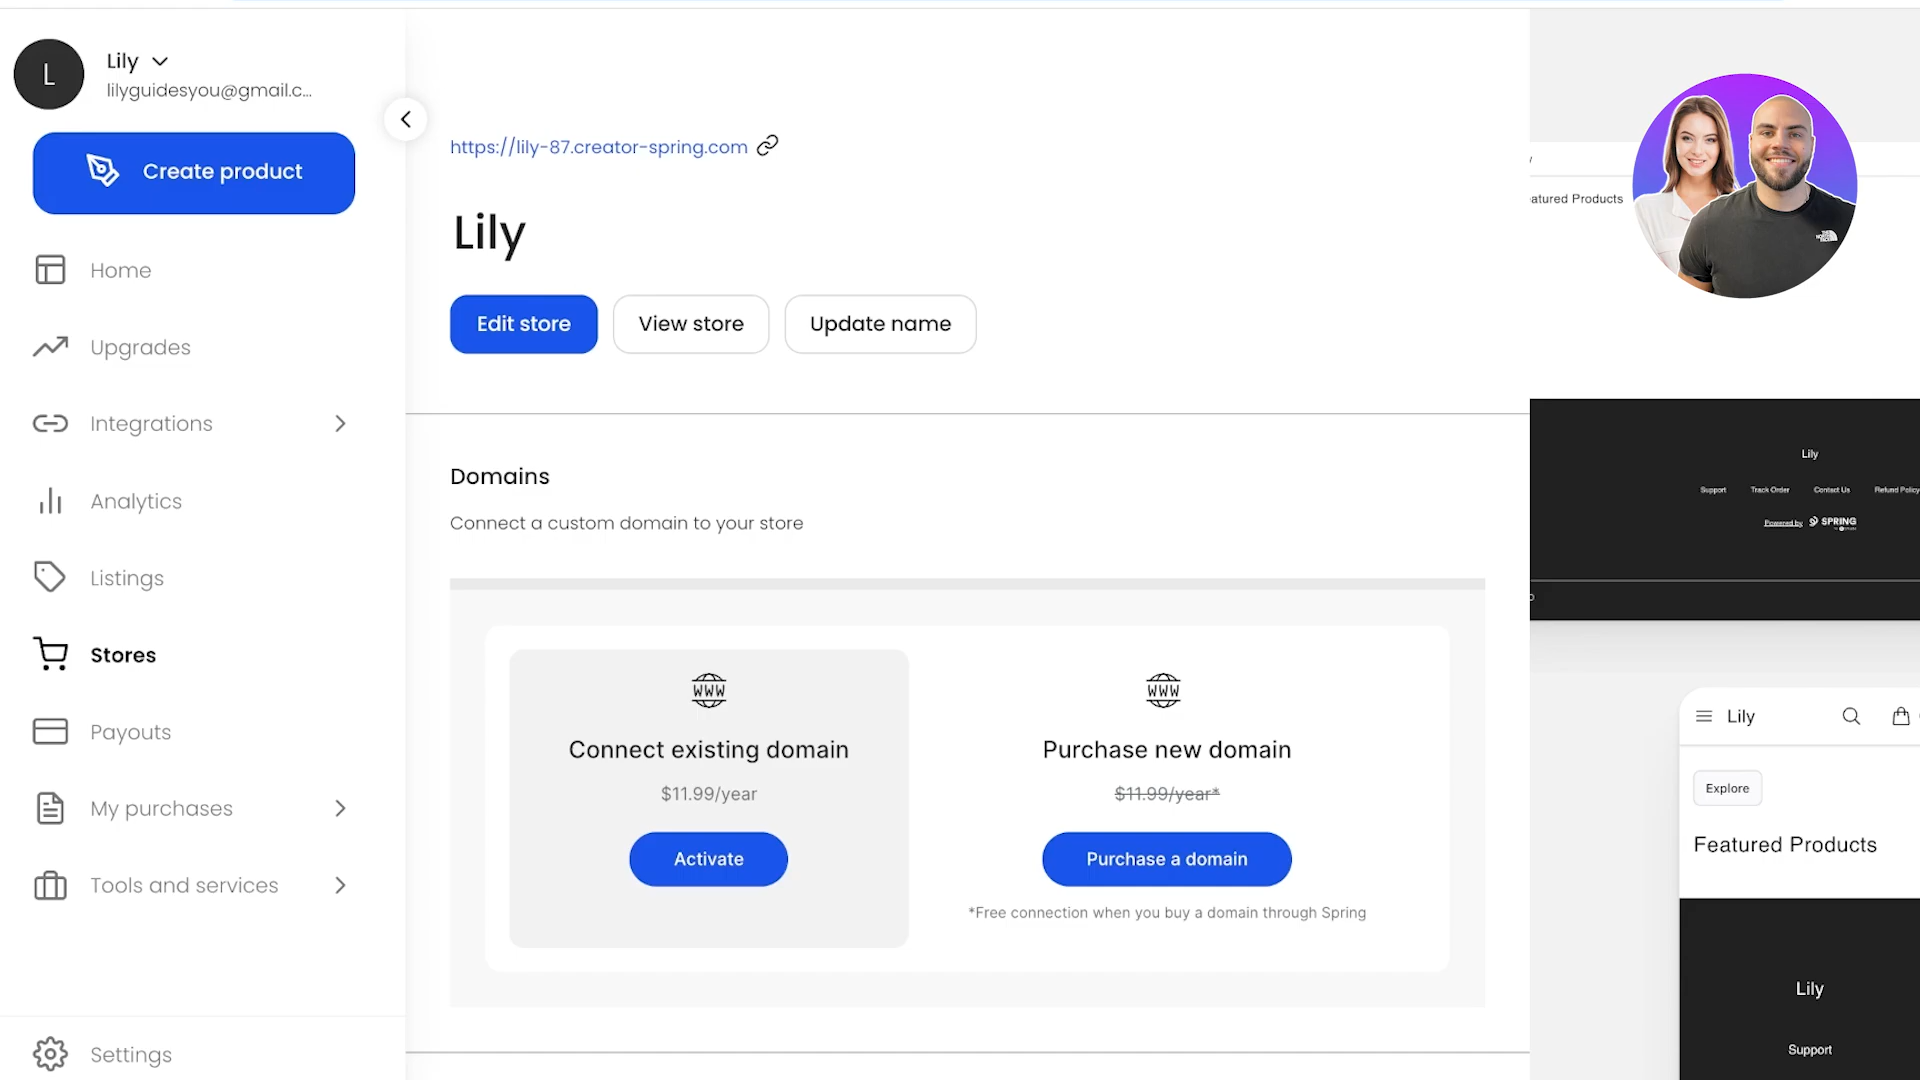 L
Lily
lilyguidesyou@gmail.c...
Create product
Home
Upgrades
Integrations
Analytics
Listings
Stores
Payouts
My purchases
Tools and services
Settings
https://lily-87.creator-spring.com
Lily
Edit store
View store
Update name
Domains
Connect a custom domain to your store
WWW
Connect existing domain
$11.99/year
Activate
WWW
Purchase new domain
$11.99/year*
Purchase a domain
*Free connection when you buy a domain through Spring
atured Products
THE NORTH FACE
Lily
Support Track Order Contact Us Refund Policy
Powered by SPRING
Lily
Explore
Featured Products
Lily
Support